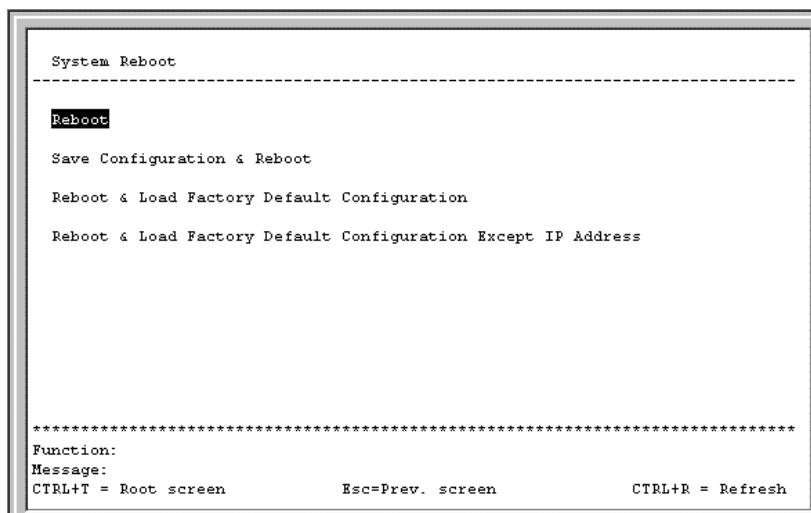 System Reboot
--------------------------------------------------------------------------------
Reboot
Save Configuration & Reboot
Reboot & Load Factory Default Configuration
Reboot & Load Factory Default Configuration Except IP Address
*******************************************************************************
Function:
Message:
CTRL+T = Root screen Esc=Prev. screen CTRL+R = Refresh